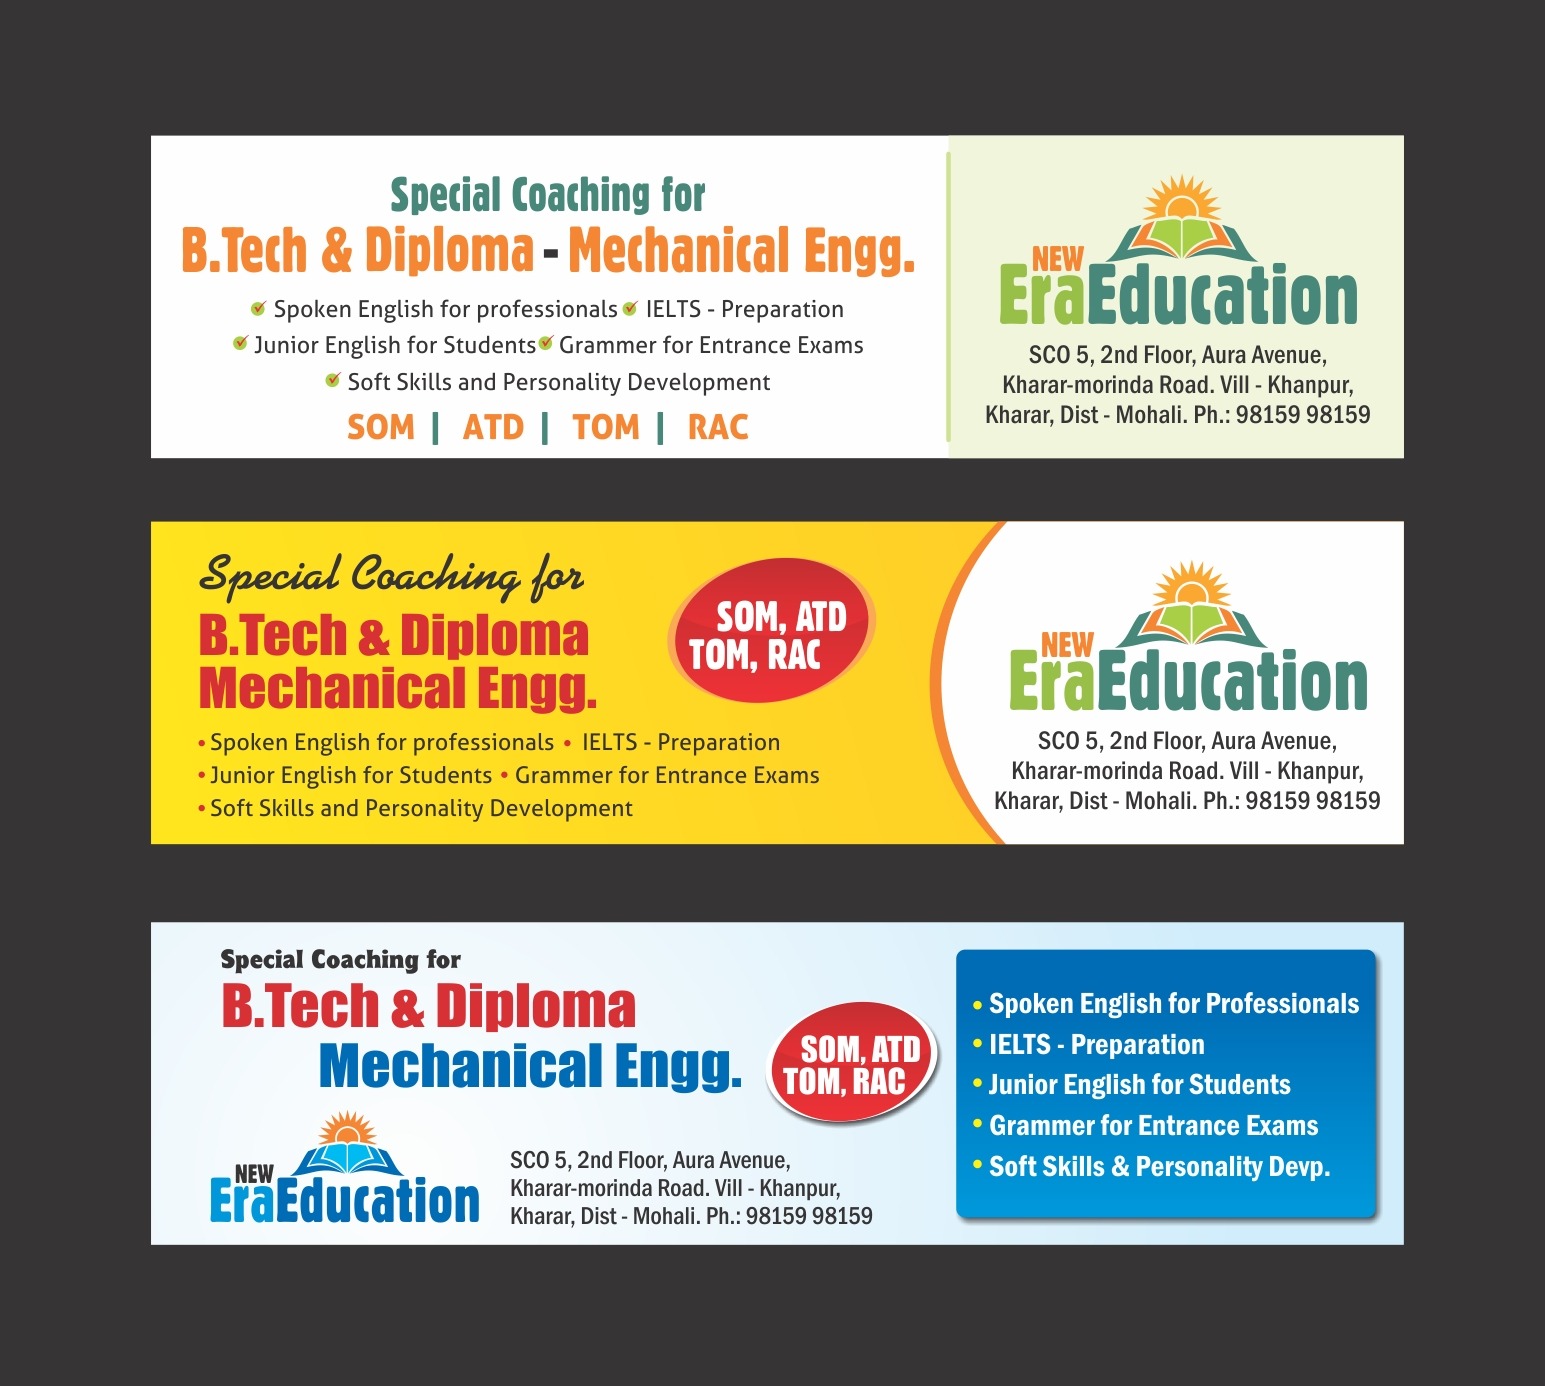 Special Coaching for
B.Tech & Diploma - Mechanical Engg.
Spoken English for professionals IELTS - Preparation
Junior English for Students Grammer for Entrance Exams
Soft Skills and Personality Development
SOM | ATD | TOM | RAC
NEW
EraEducation
SCO 5, 2nd Floor, Aura Avenue,
Kharar-morinda Road. Vill - Khanpur,
Kharar, Dist - Mohali. Ph.: 98159 98159
Special Coaching for
B.Tech & Diploma
Mechanical Engg.
• Spoken English for professionals • IELTS - Preparation
• Junior English for Students • Grammer for Entrance Exams
• Soft Skills and Personality Development
SOM, ATD
TOM, RAC
NEW
EraEducation
SCO 5, 2nd Floor, Aura Avenue,
Kharar-morinda Road. Vill - Khanpur,
Kharar, Dist - Mohali. Ph.: 98159 98159
Special Coaching for
B.Tech & Diploma
Mechanical Engg.
SOM, ATD
TOM, RAC
NEW
EraEducation
SCO 5, 2nd Floor, Aura Avenue,
Kharar-morinda Road. Vill - Khanpur,
Kharar, Dist - Mohali. Ph.: 98159 98159
• Spoken English for Professionals
• IELTS - Preparation
• Junior English for Students
• Grammer for Entrance Exams
• Soft Skills & Personality Devp.